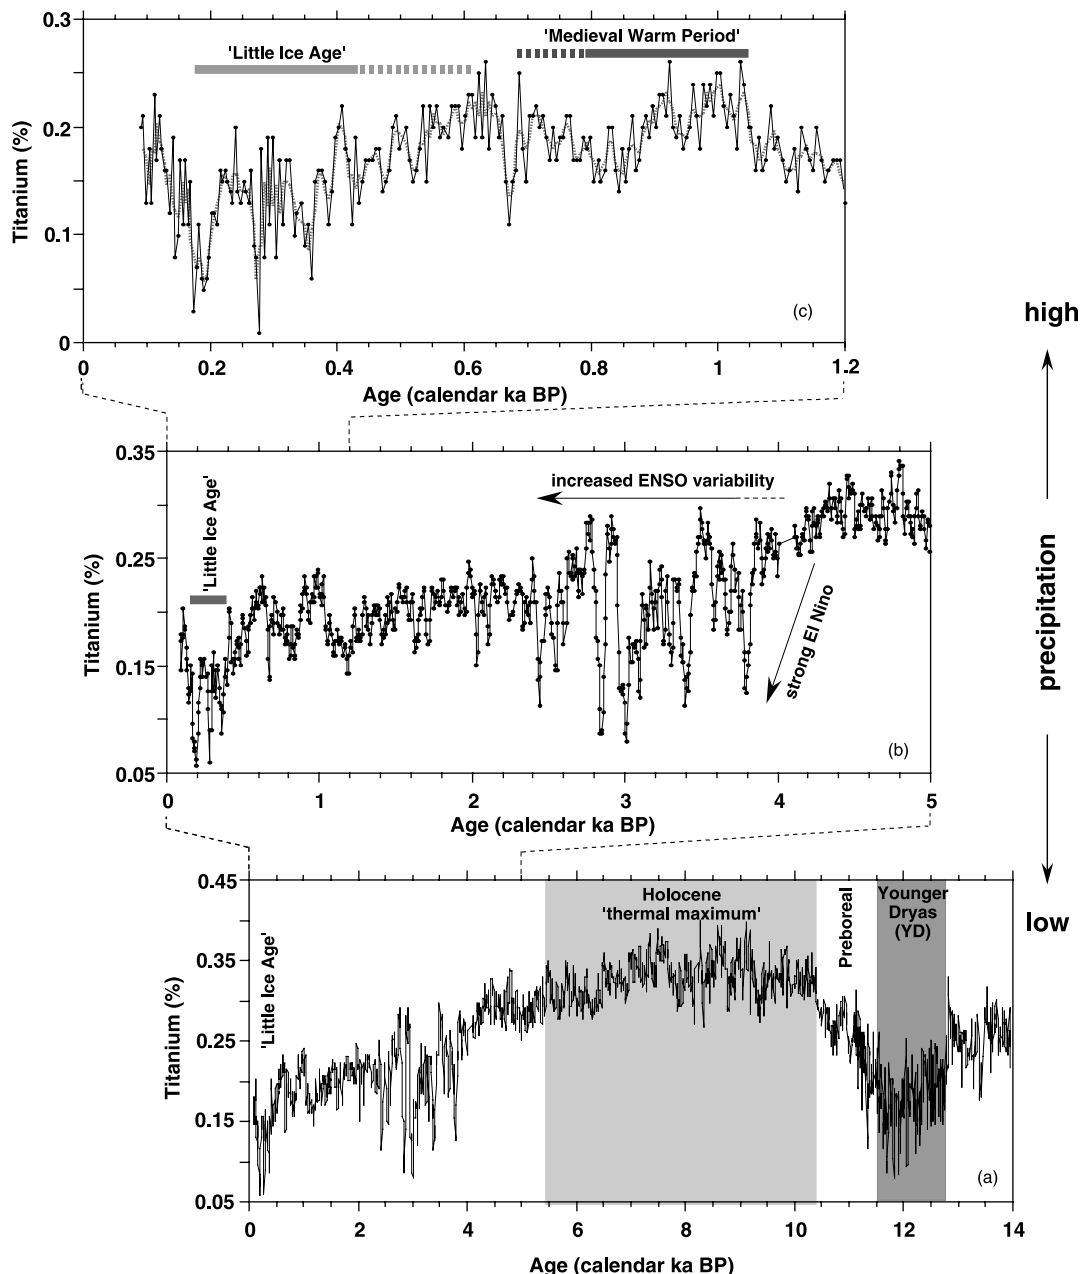 0.3
0.2
0.1
0
Titanium (%)
'Little Ice Age'
'Medieval Warm Period'
(c)
0
0.2
0.4
0.6
0.8
1
1.2
Age (calendar ka BP)
high
precipitation
low
0.35
0.25
0.15
0.05
Titanium (%)
'Little Ice Age'
increased ENSO variability
strong El Nino
(b)
0
1
2
3
4
5
Age (calendar ka BP)
0.45
0.35
0.25
0.15
0.05
Titanium (%)
'Little Ice Age'
Holocene
'thermal maximum'
Preboreal
Younger
Dryas
(YD)
(a)
0
2
4
6
8
10
12
14
Age (calendar ka BP)